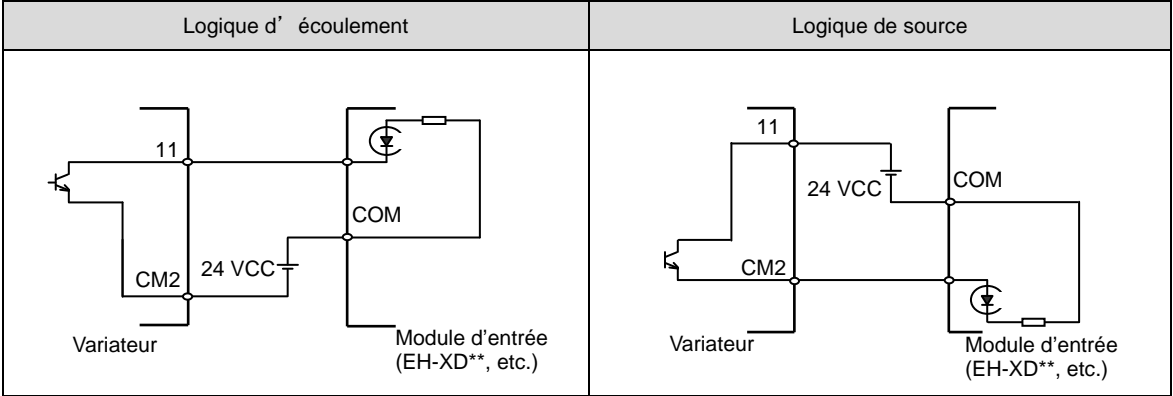 Logique d’ écoulement
Logique de source
11
COM
24 VCC
CM2
Variateur
Module d'entrée
(EH-XD**, etc.)
11
24 VCC
COM
CM2
Variateur
Module d'entrée
(EH-XD**, etc.)